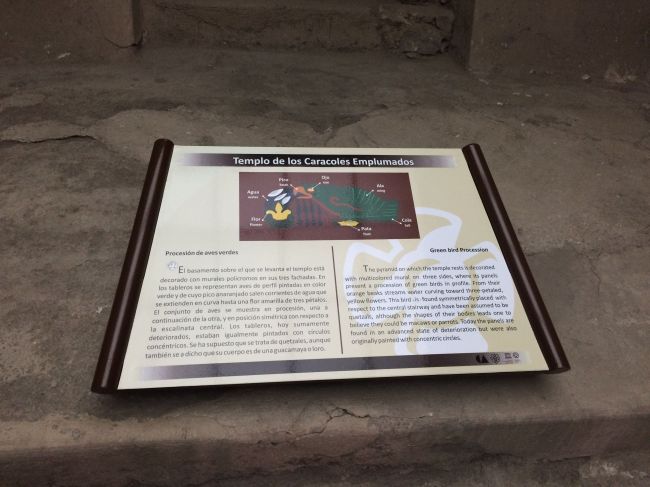 Templo de los Caracoles Emplumados
Pico
beak
Ojo
eye
Agua
water
Ala
wing
Flor
flower
Cola
tail
Pata
Procesión de aves verdes
El basamento sobre el que se levanta el templo está
decorado con murales polícromos en sus tres fachadas. En
los tableros se representan aves de perfil pintadas en color
verde y de cuyo pico anaranjado salen corrientes de agua que
se extienden en curva hasta una flor amarilla de tres pétalos.
El conjunto de aves se muestra en procesión, una a
continuación de la otra, y en posición simétrica con respecto a
la escalinata central. Los tableros, hoy sumamente
deteriorados, estaban igualmente pintados con círculos
concéntricos. Se ha supuesto que se trata de quetzales, aunque
también se a dicho que su cuerpo es de una guacamaya o loro.
Green bird Procession
The pyramid on which the temple rests is decorated
with multicolored mural on three sides, where its panels
present a procession of green birds in profile. From their
orange beaks streams water curving toward three-petaled,
yellow flowers. This bird is found symmetrically placed with
respect to the central stairway and have been assumed to be
quetzals, although the shapes of their bodies leads one to
believe they could be macaws or parrots. Today the panels are
found in an advanced state of deterioration but were also
originally painted with concentric circles.